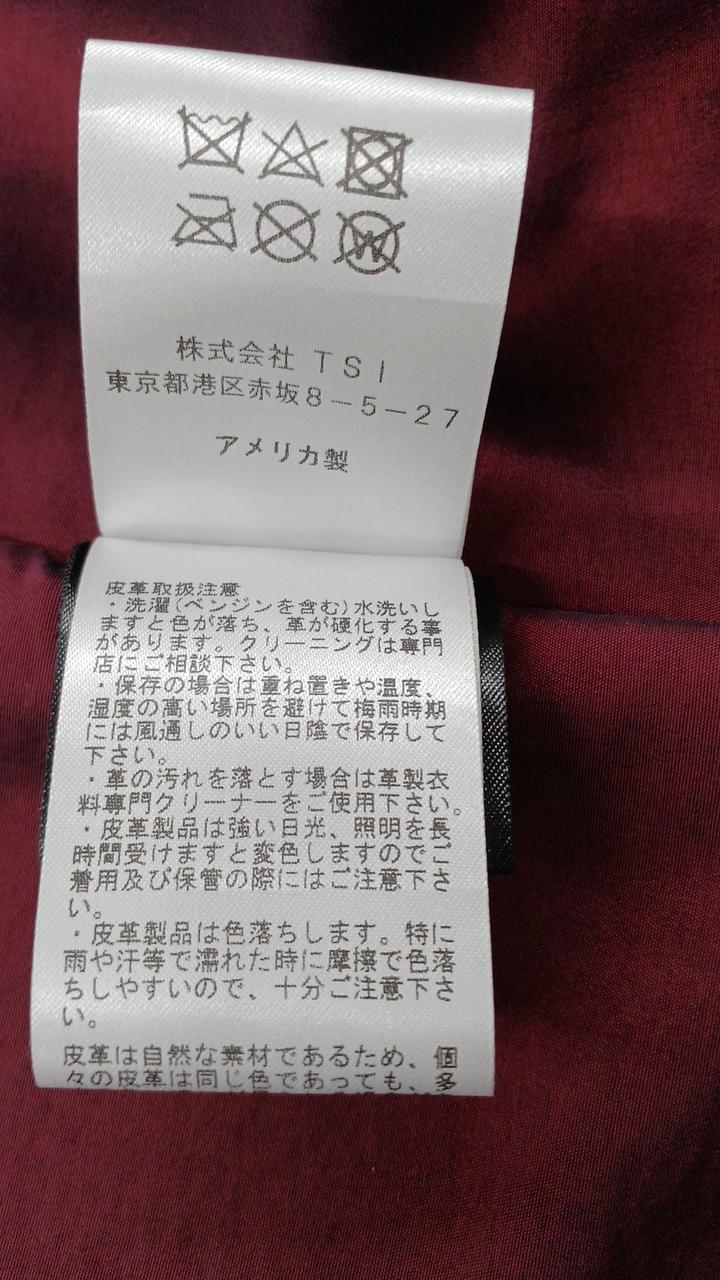 W
株式会社 TSI
東京都港区赤坂8-5-27
アメリカ製
皮革取扱注意
・洗濯(ベンジンを含む)水洗いし
ますと色が落ち、革が硬化する事
があります。クリーニングは専門
店にご相談下さい。
・保存の場合は重ね置きや温度、
湿度の高い場所を避けて梅雨時期
には風通しのいい日陰で保存して
下さい。
・革の汚れを落とす場合は革製衣
料専門クリーナーをご使用下さい。
・皮革製品は強い日光、照明を長
時間受けますと変色しますのでご
着用及び保管の際にはご注意下さ
い。
・皮革製品は色落ちします。特に
雨や汗等で濡れた時に摩擦で色落
ちしやすいので、十分ご注意下さ
い。
皮革は自然な素材であるため、個
々の皮革は同じ色であっても、多